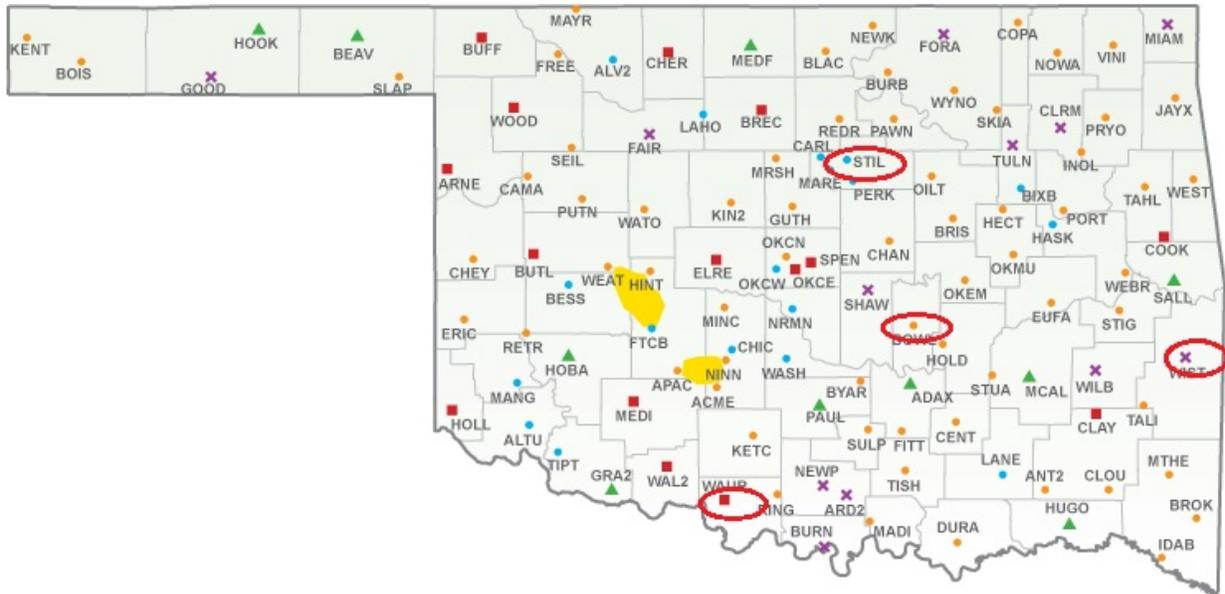 MAYR
KENT
HOOK
BEAV
BUFF
FORA
COPA
MIAM
NEWK
BOIS
FREE
ALV2
CHER
MEDF
BLAC
NOWA
VINI
GOOD
SLAP
BURB
WYNO
JAYX
WOOD
LAHO
BREC
SKIA
CLRM
PRYO
FAIR
REDR
PAWN
SEIL
CARL
TULN
INOL
ARNE
CAMA
MRSH
STIL
MARE
PERK
OILT
BIXB
TAHL
WEST
PUTN
WATO
KIN2
GUTH
BRIS
HECT
PORT
HASK
COOK
OKCN
CHAN
CHEY
BUTL
WEAT
HINT
ELRE
OKCW
OKCE
SPEN
OKMU
WEBR
SALL
BESS
SHAW
OKEM
ERIC
MINC
NRMN
EUFA
STIG
RETR
FTCB
BOWL
HOLD
HOBA
CHIC
WASH
WIST
APAC
NINN
MANG
ACME
BYAR
ADAX
STUA
MCAL
WILB
HOLL
MEDI
PAUL
CLAY
TALI
ALTU
KETC
SULP
FITT
CENT
TIPT
LANE
MTHE
GRA2
WAL2
WAUR
NEWP
TISH
ANT2
CLOU
RING
ARD2
HUGO
BROK
BURN
MADI
DURA
IDAB